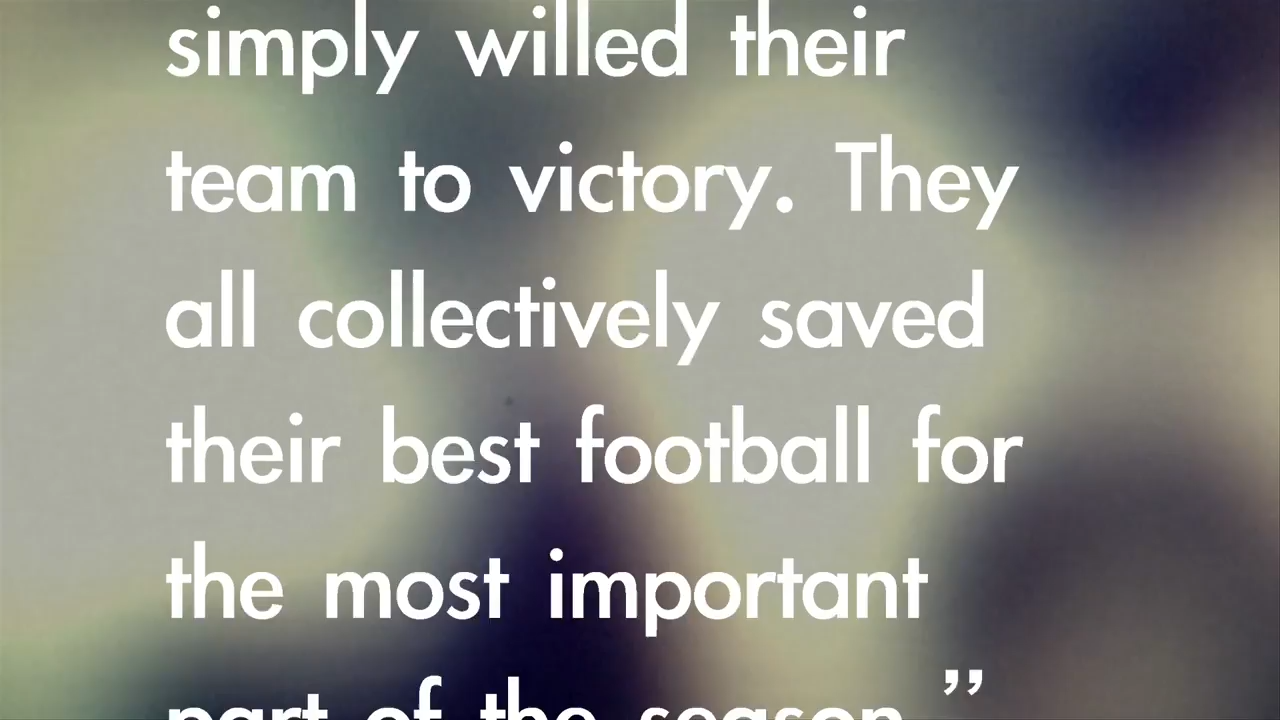 simply willed their
team to victory. They
all collectively saved
their best football for
the most important
part of the season.”